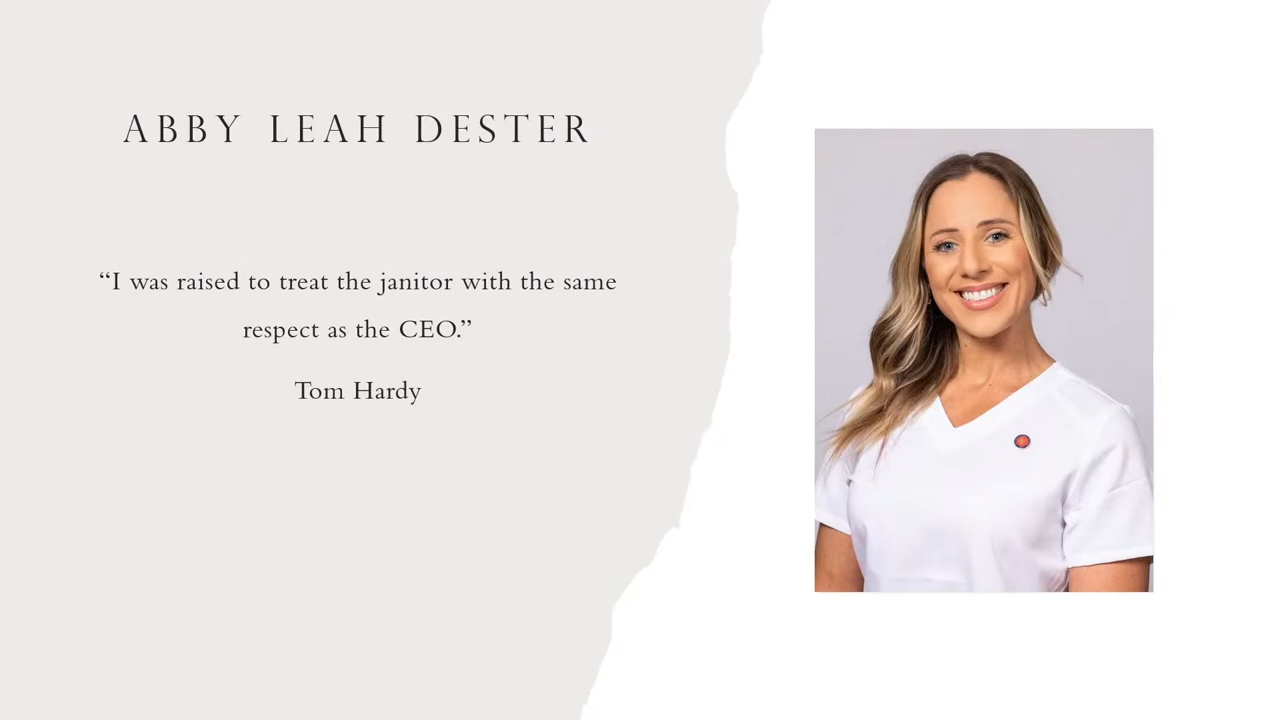 ABBY LEAH DESTER
“I was raised to treat the janitor with the same
respect as the CEO.”
Tom Hardy